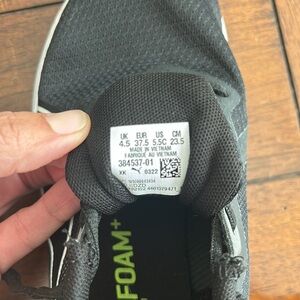 UK EUR US CM
4.5 37.5 5.5C 23.5
MADE IN VIETNAM
FABRIQUÉ AU VIETNAM
384537-01
XK 0322
FOAM+